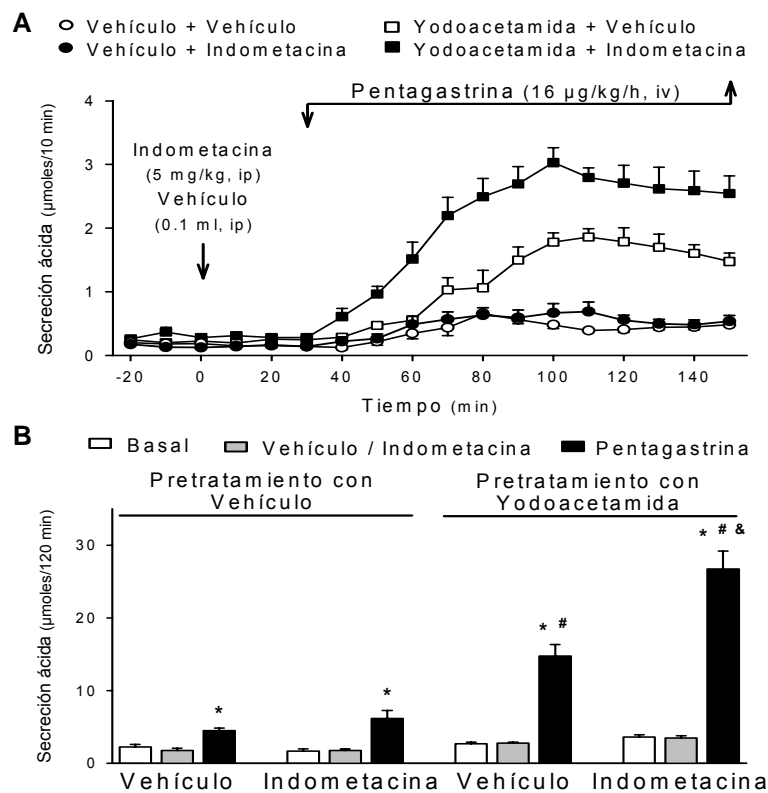 A
Vehículo + Vehículo Yodoacetamida + Vehículo
Vehículo + Indometacina Yodoacetamida + Indometacina
Pentagastrina (16 µg/kg/h, iv)
Indometacina
(5 mg/kg, ip)
Vehículo
(0.1 ml, ip)
Secreción ácida (µmoles/10 min)
4
3
2
1
0
-20 0 20 40 60 80 100 120 140
Tiempo (min)
B
Basal Vehículo / Indometacina Pentagastrina
Pretratamiento con
Vehículo
Pretratamiento con
Yodoacetamida
Secreción ácida (µmoles/120 min)
30
20
10
0
*
*
* #
* # &
Vehículo Indometacina Vehículo Indometacina